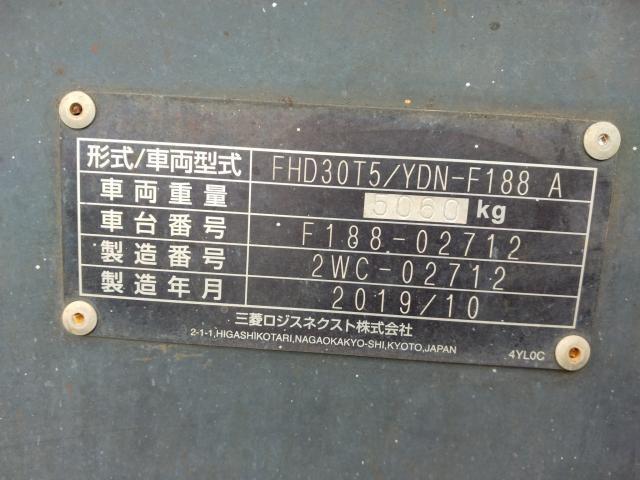 形式/車両型式 FHD30T5/YDN-F188 A
車両重量 5060 kg
車台番号 F188-02712
製造番号 2WC-02712
製造年月 2019/10
三菱ロジスネクスト株式会社
2-1-1,HIGASHIKOTARI,NAGAOKAKYO-SHI,KYOTO,JAPAN
4YL0C